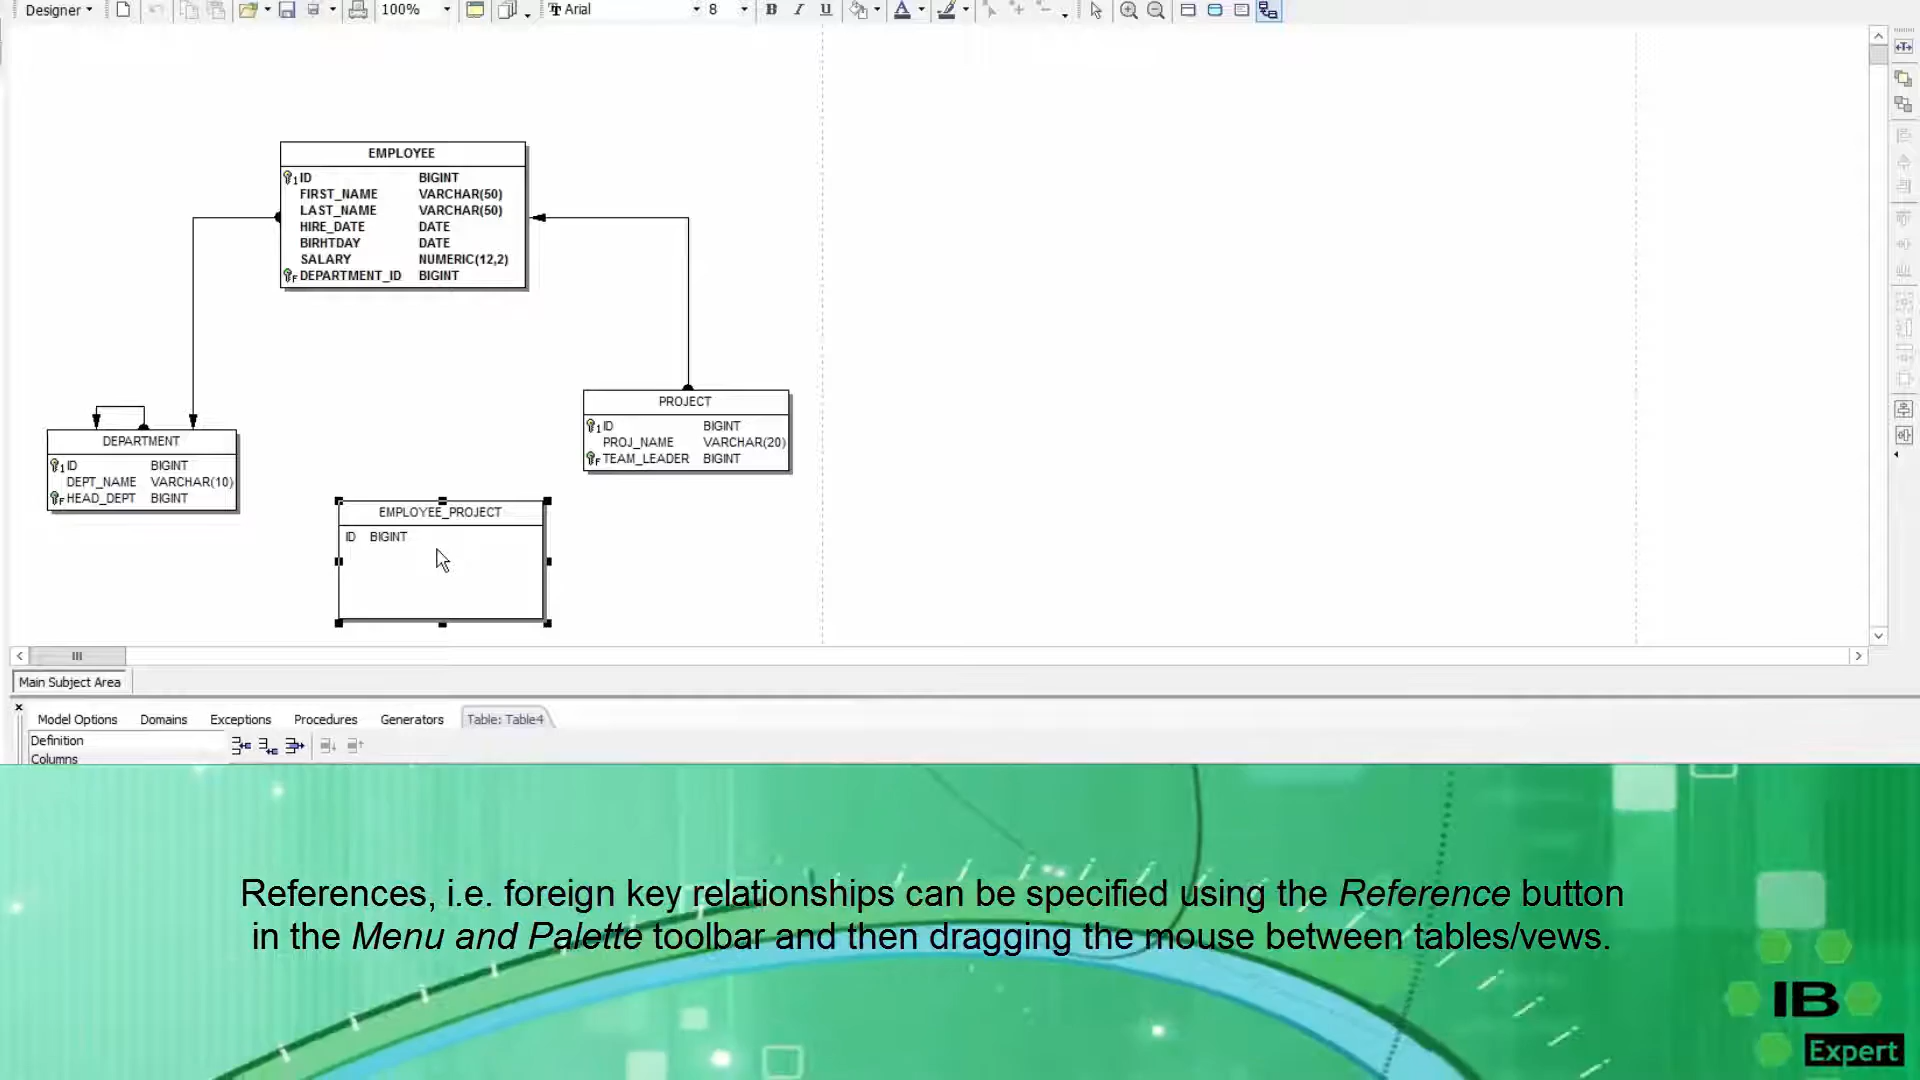 Designer
100%
Arial
8
B I U
A
EMPLOYEE
1 ID BIGINT
FIRST_NAME VARCHAR(50)
LAST_NAME VARCHAR(50)
HIRE_DATE DATE
BIRHTDAY DATE
SALARY NUMERIC(12,2)
F DEPARTMENT_ID BIGINT
PROJECT
1 ID BIGINT
PROJ_NAME VARCHAR(20)
F TEAM_LEADER BIGINT
DEPARTMENT
1 ID BIGINT
DEPT_NAME VARCHAR(10)
F HEAD_DEPT BIGINT
EMPLOYEE_PROJECT
ID BIGINT
Main Subject Area
Model Options Domains Exceptions Procedures Generators Table: Table4
Definition
Columns
References, i.e. foreign key relationships can be specified using the Reference button
in the Menu and Palette toolbar and then dragging the mouse between tables/vews.
IB
Expert